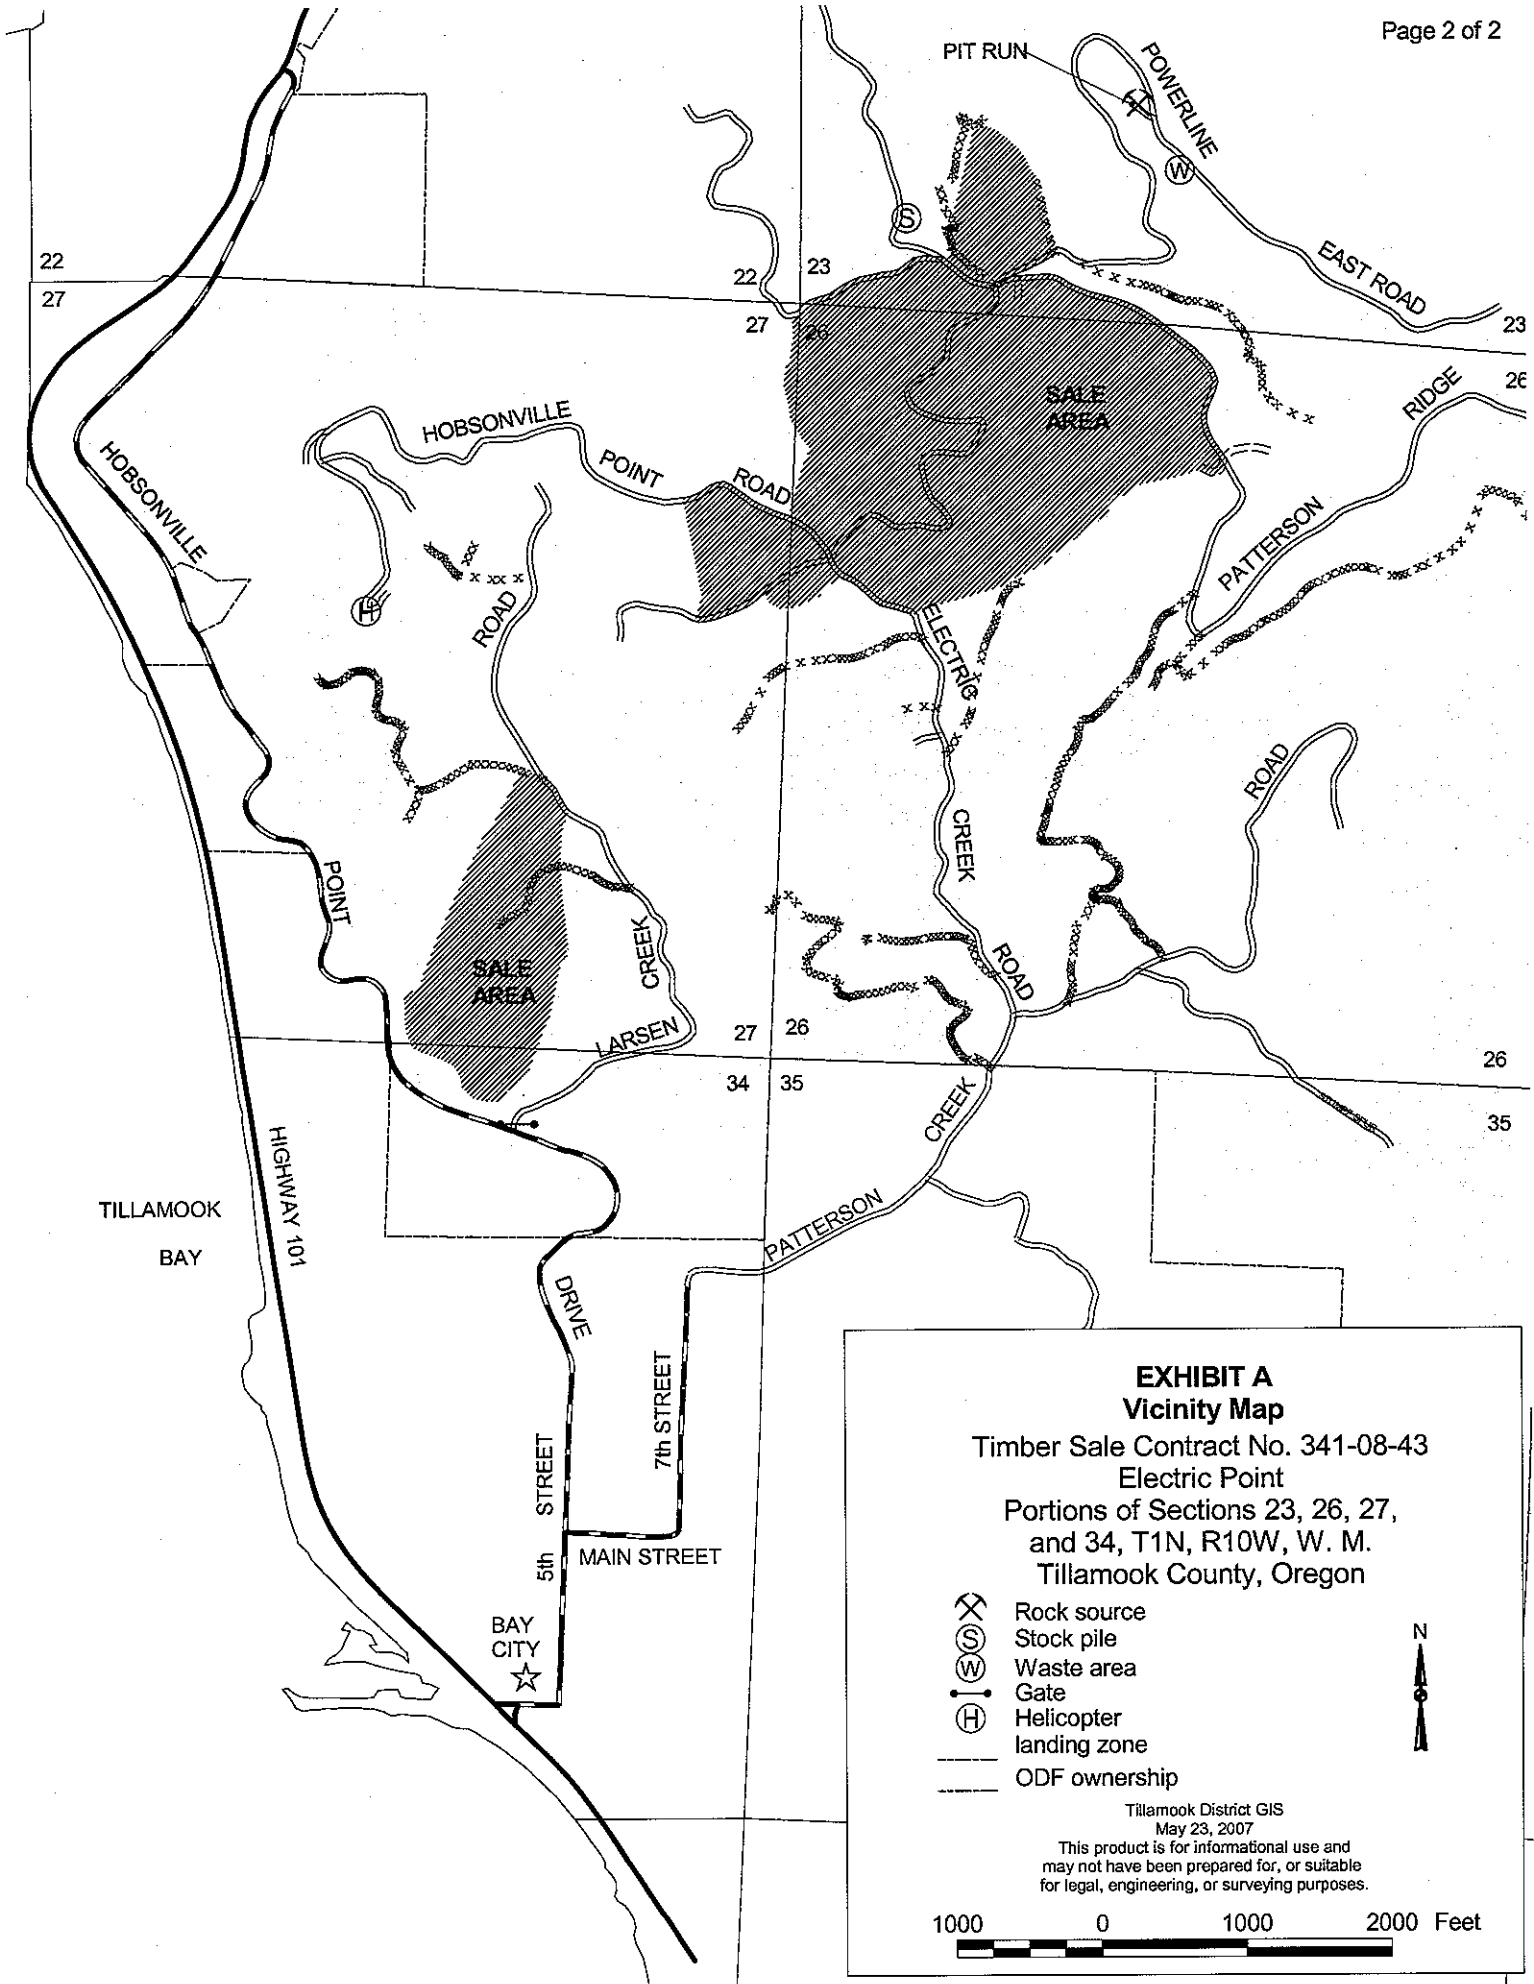 Page 2 of 2
PIT RUN
POWERLINE
W
S
EAST ROAD
22
27
22
23
27
26
23
26
SALE
AREA
RIDGE
HOBSONVILLE
POINT
ROAD
HOBSONVILLE
PATTERSON
H
ROAD
ELECTRIC
ROAD
CREEK
POINT
CREEK
ROAD
SALE
AREA
LARSEN
27
26
34
35
26
35
CREEK
HIGHWAY 101
TILLAMOOK
BAY
PATTERSON
DRIVE
7th STREET
STREET
5th
MAIN STREET
BAY
CITY
EXHIBIT A
Vicinity Map
Timber Sale Contract No. 341-08-43
Electric Point
Portions of Sections 23, 26, 27,
and 34, T1N, R10W, W. M.
Tillamook County, Oregon
Rock source
S Stock pile
W Waste area
Gate
H Helicopter
landing zone
ODF ownership
N
Tillamook District GIS
May 23, 2007
This product is for informational use and
may not have been prepared for, or suitable
for legal, engineering, or surveying purposes.
1000 0 1000 2000 Feet